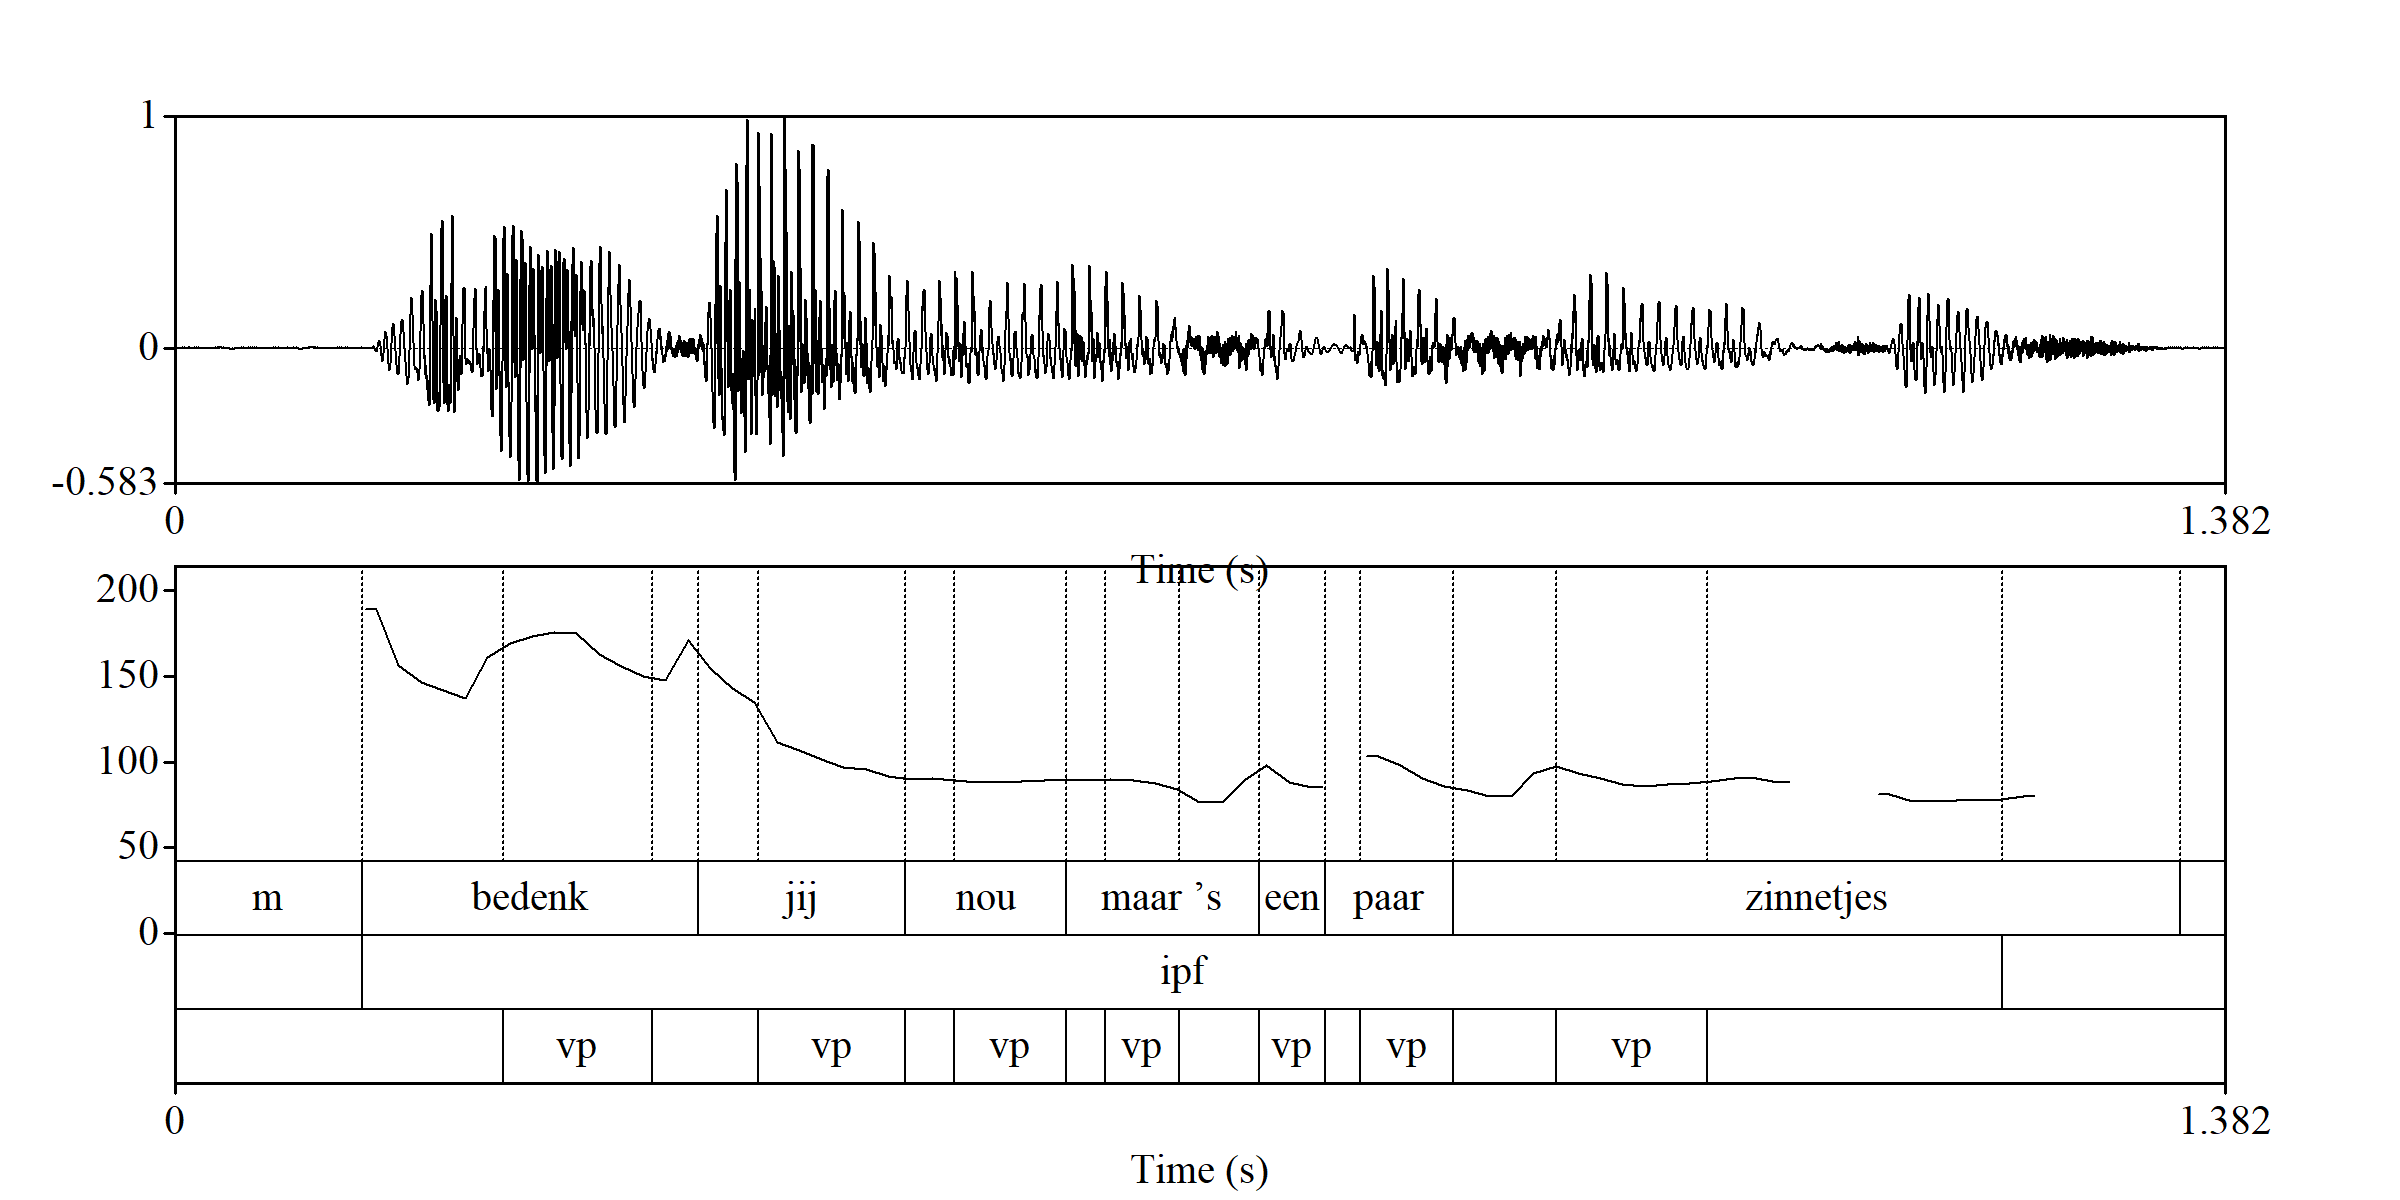 1
0
-0.583
0 1.382
Time (s)
200
150
100
50
0
m bedenk jij nou maar ’s een paar zinnetjes
ipf
vp vp vp vp vp vp vp
0 1.382
Time (s)